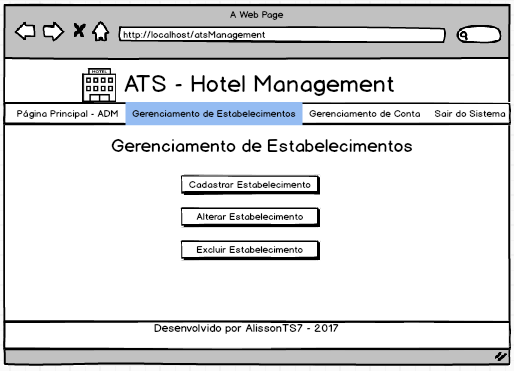 A Web Page
http://localhost/atsManagement
HOTEL
ATS - Hotel Management
Página Principal - ADM Gerenciamento de Estabelecimentos Gerenciamento de Conta Sair do Sistema
Gerenciamento de Estabelecimentos
Cadastrar Estabelecimento
Alterar Estabelecimento
Excluir Estabelecimento
Desenvolvido por AlissonTS7 - 2017